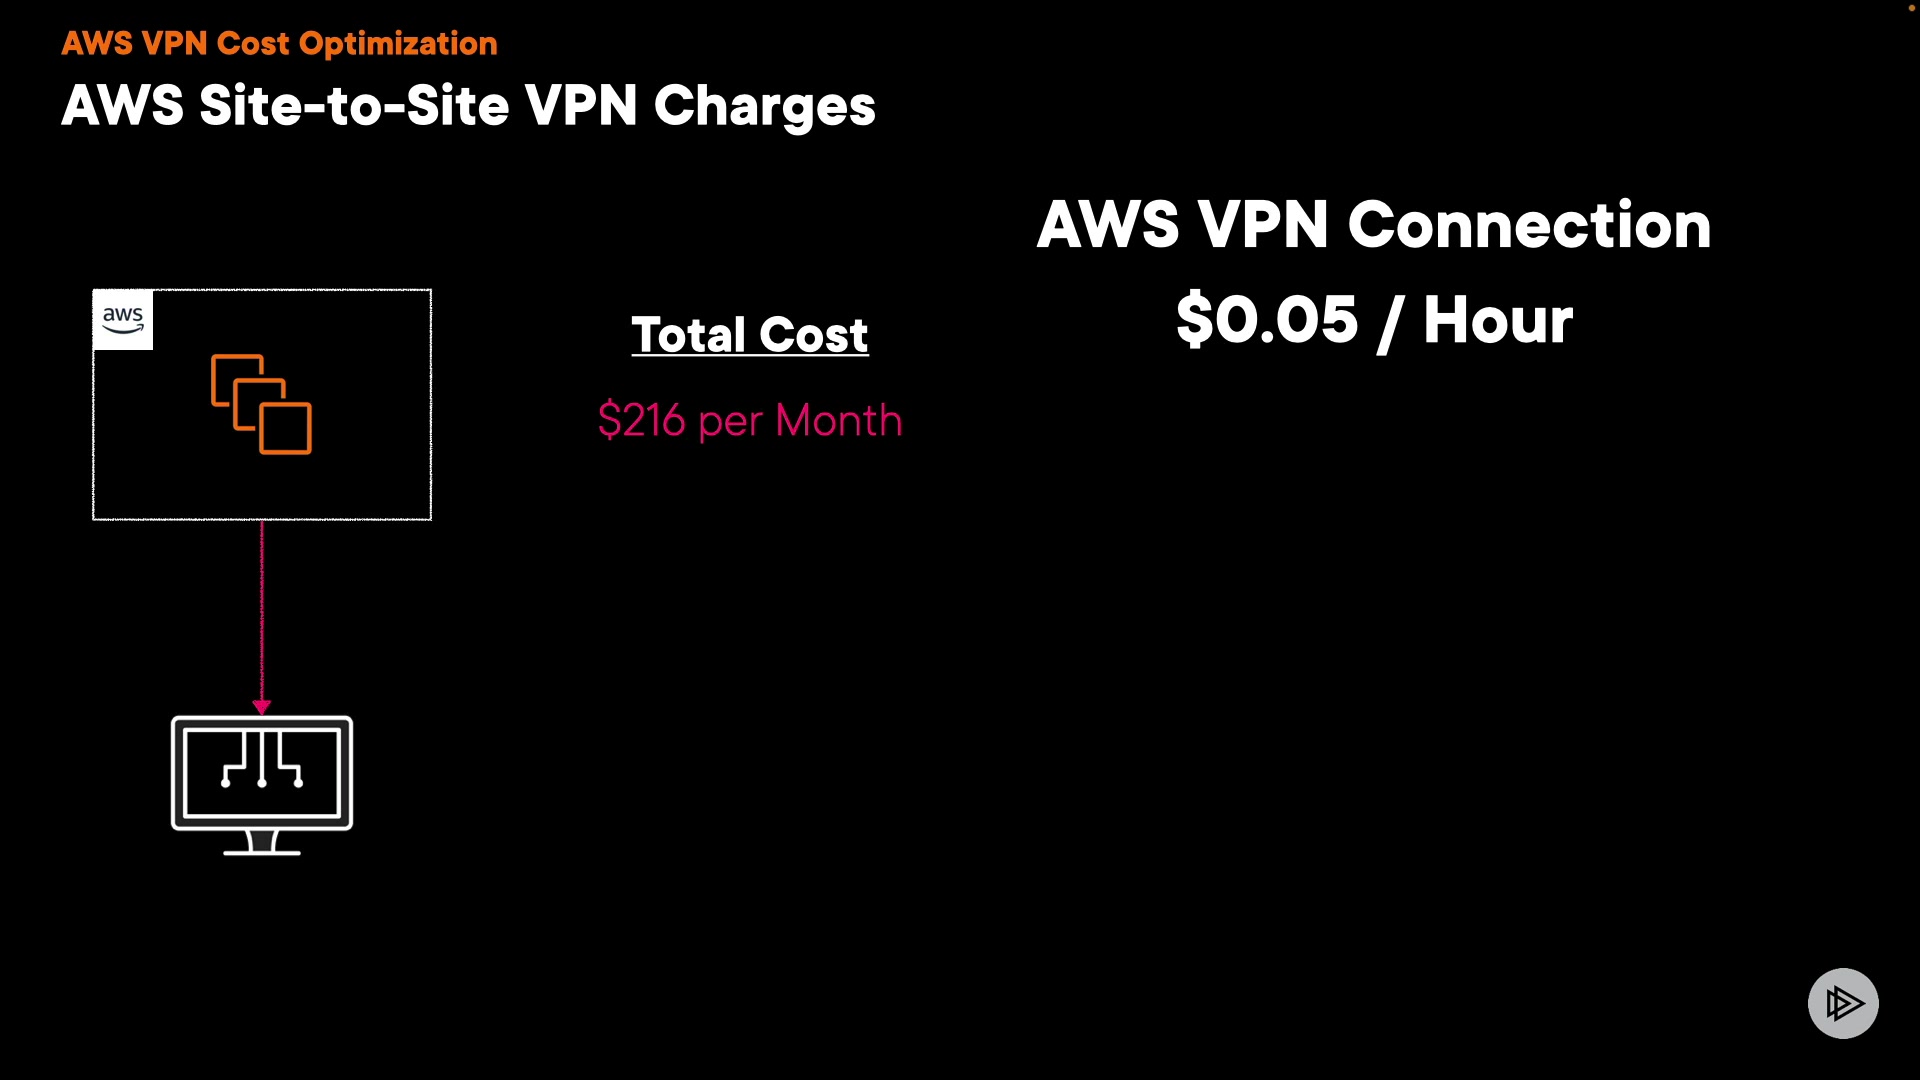 AWS VPN Cost Optimization
AWS Site-to-Site VPN Charges
AWS VPN Connection
$0.05 / Hour
aws
Total Cost
$216 per Month